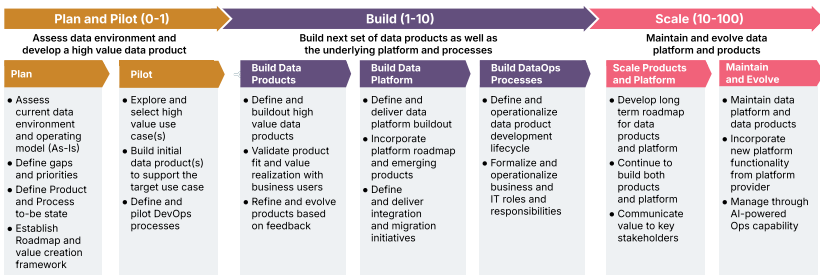 Plan and Pilot (0-1)
Build (1-10)
Scale (10-100)
Assess data environment and
develop a high value data product
Build next set of data products as well as
the underlying platform and processes
Maintain and evolve data
platform and products
Plan
• Assess
current data
environment
and operating
model (As-Is)
• Define gaps
and priorities
• Define Product
and Process
to-be state
• Establish
Roadmap and
value creation
framework
Pilot
• Explore and
select high
value use
case(s)
• Build initial
data product(s)
to support the
target use case
• Define and
pilot DevOps
processes
Build Data
Products
• Define and
buildout high
value data
products
• Validate product
fit and value
realization with
business users
• Refine and evolve
products based
on feedback
Build Data
Platform
• Define and
deliver data
platform buildout
• Incorporate
platform roadmap
and emerging
products
• Define
and deliver
integration
and migration
initiatives
Build DataOps
Processes
• Define and
operationalize
data product
development
lifecycle
• Formalize and
operationalize
business and
IT roles and
responsibilities
Scale Products
and Platform
• Develop long
term roadmap
for data
products
and platform
• Continue to
build both
products
and platform
• Communicate
value to key
stakeholders
Maintain
and Evolve
• Maintain data
platform and
data products
• Incorporate
new platform
functionality
from platform
provider
• Manage through
AI-powered
Ops capability